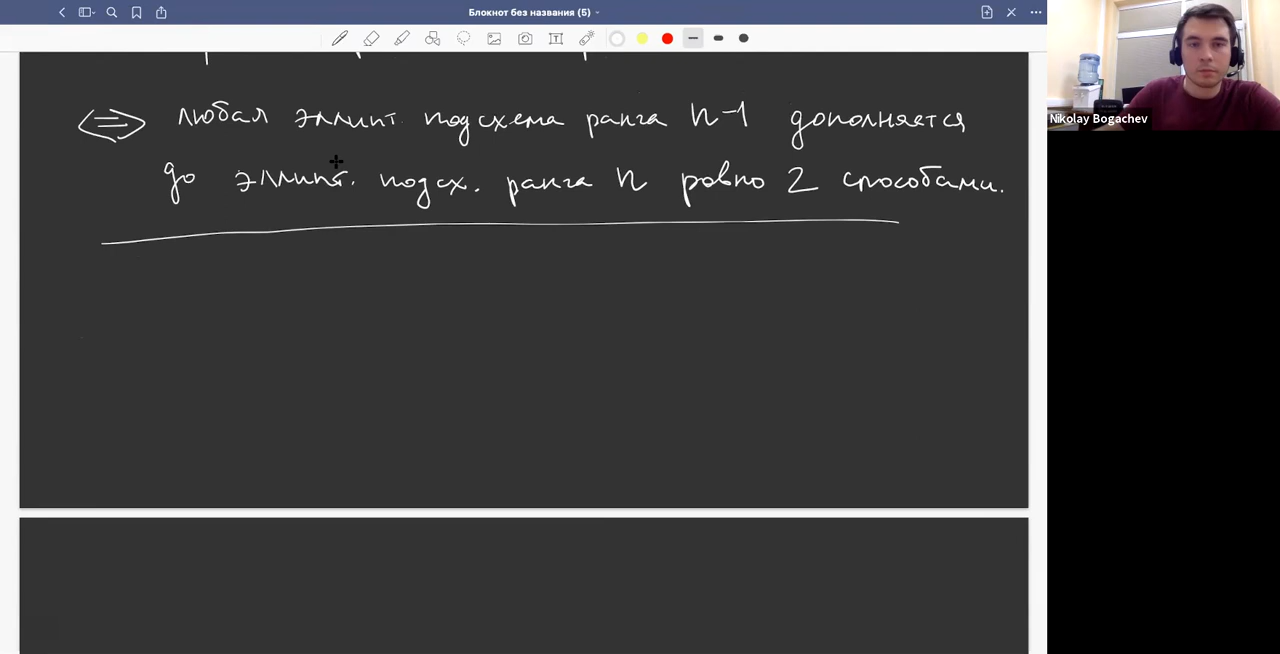 Блокнот без названия (5)
Nikolay Bogachev
⇔ любая эллипт. подсхема ранга n-1 дополняется
до эллипт. подсх. ранга n ровно 2 способами.